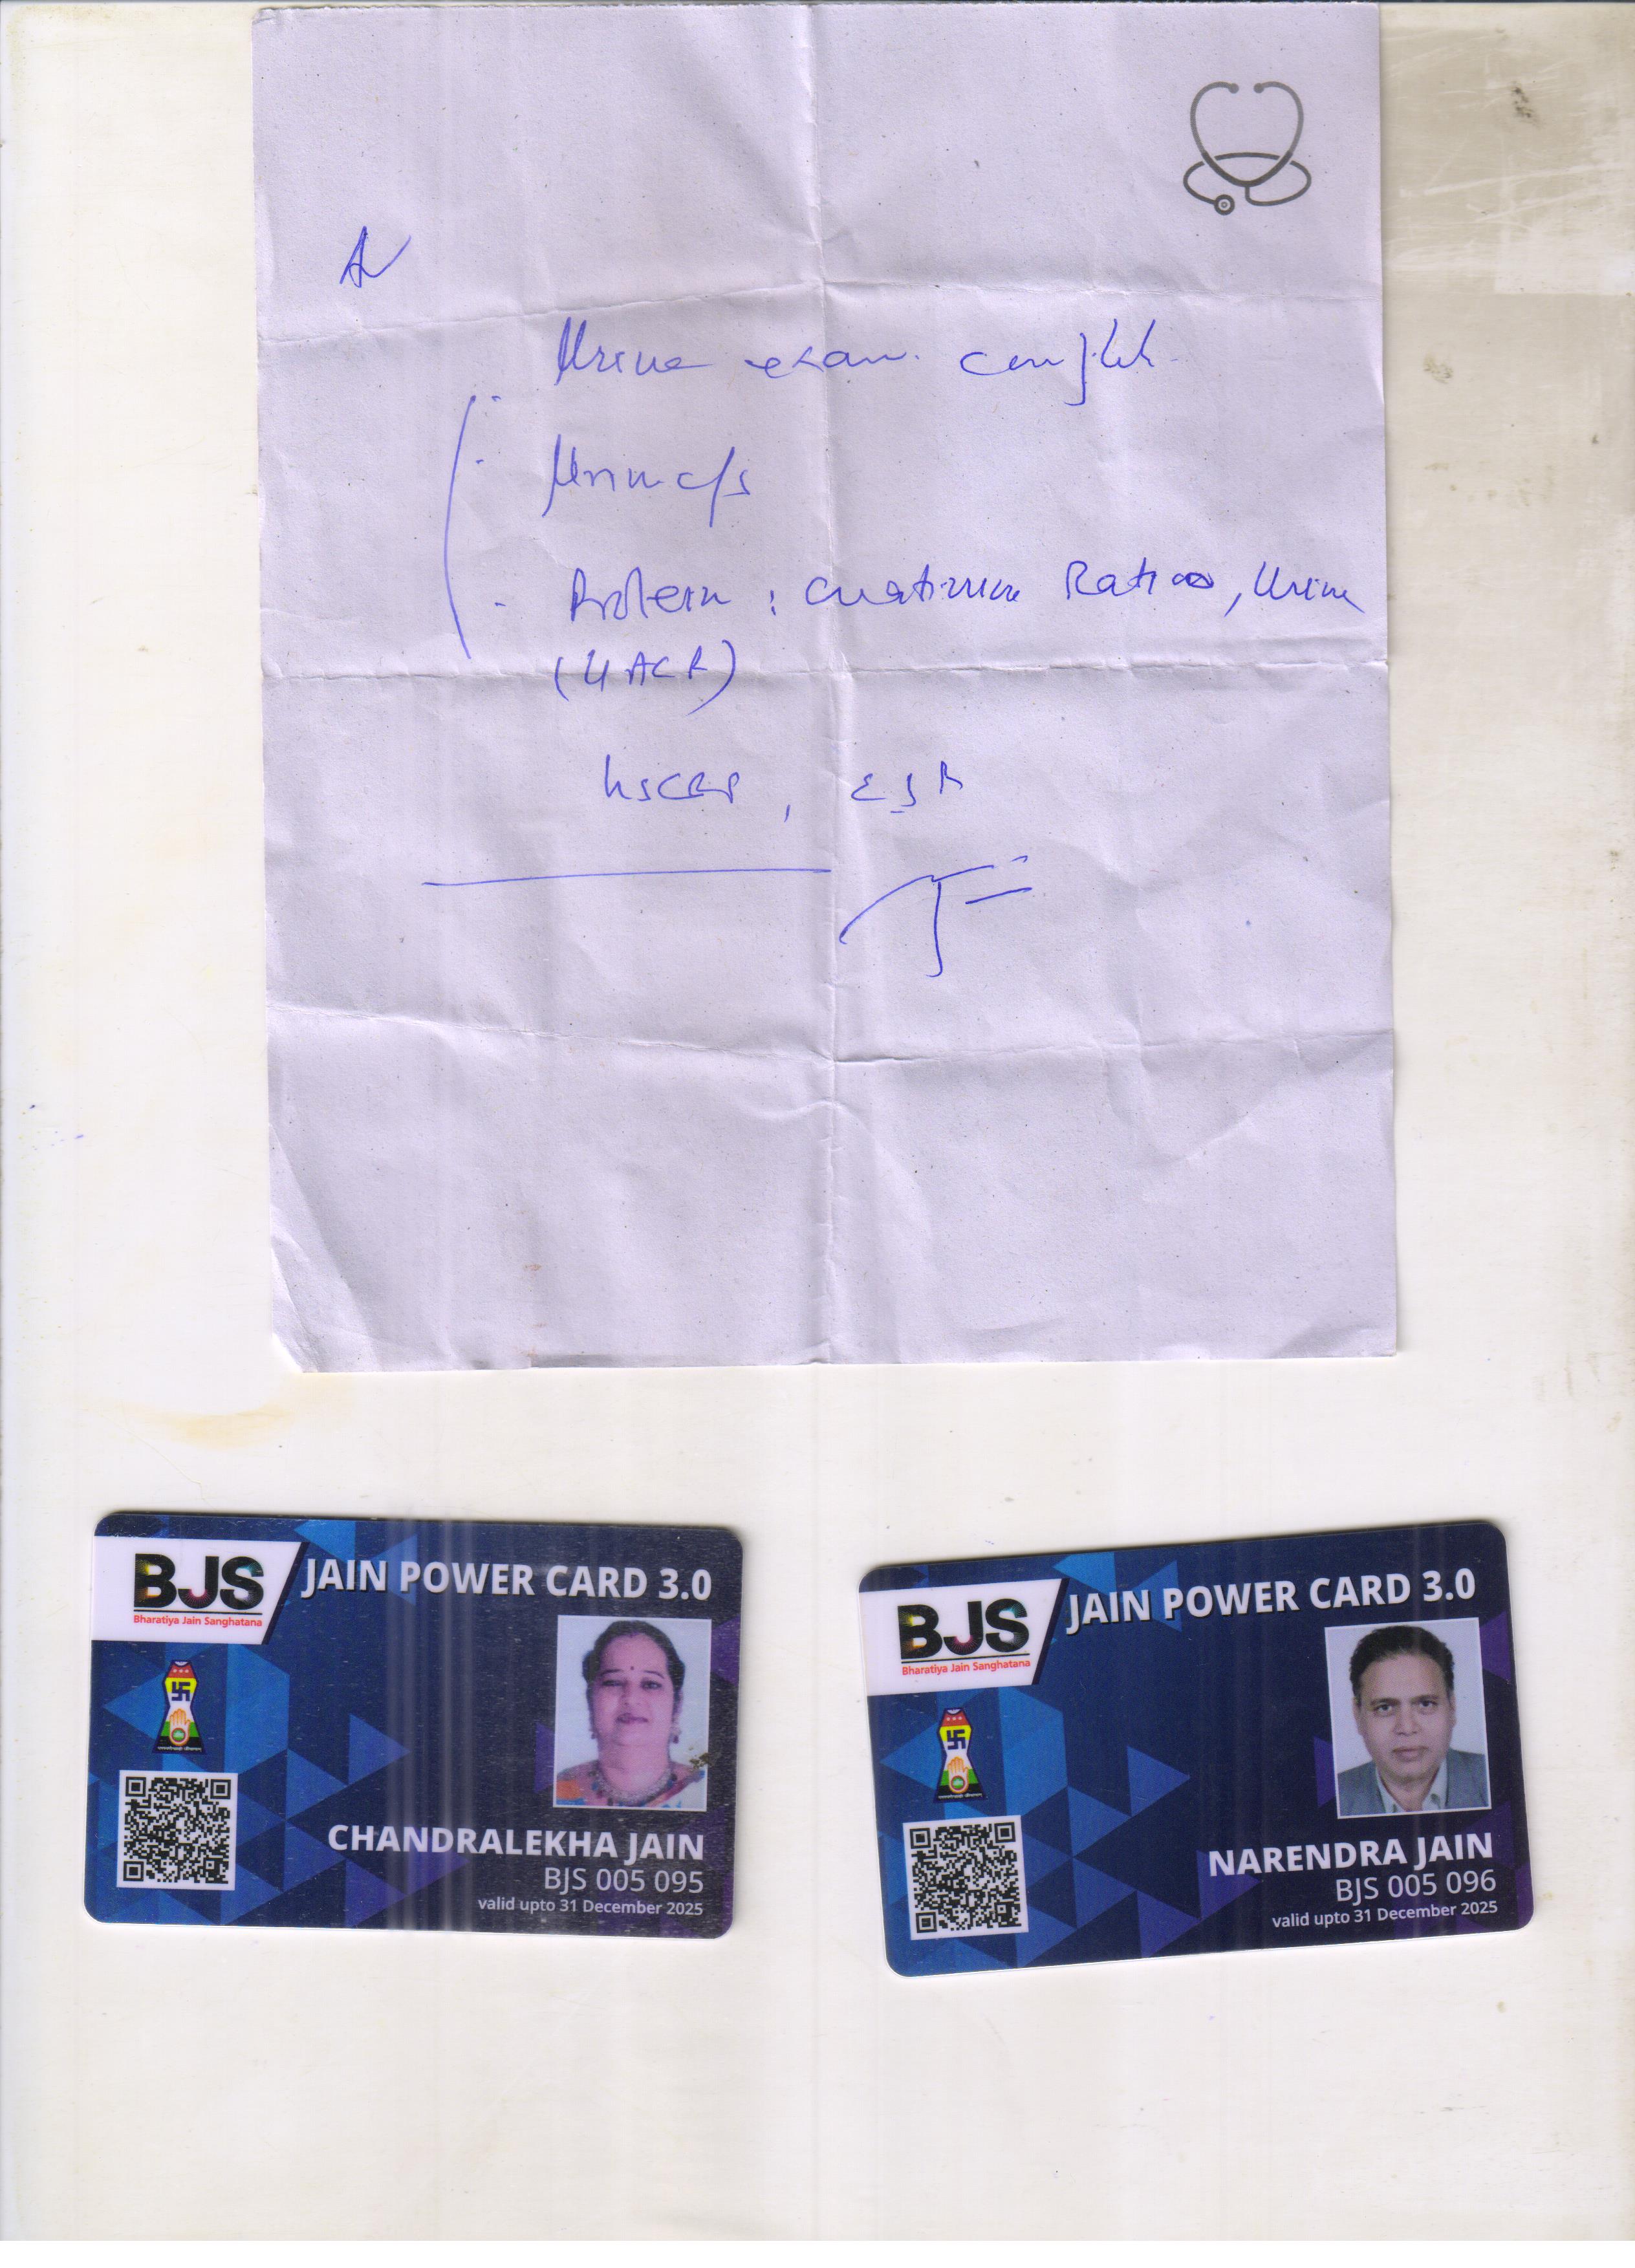 Adv
Urine exam. complete
Urine c/s
Protein : Creatinine Ratio, Urine
(UACR)
hsCRP, ESR
BJS
Bharatiya Jain Sanghatana
JAIN POWER CARD 3.0
CHANDRALEKHA JAIN
BJS 005 095
valid upto 31 December 2025
BJS
Bharatiya Jain Sanghatana
JAIN POWER CARD 3.0
NARENDRA JAIN
BJS 005 096
valid upto 31 December 2025